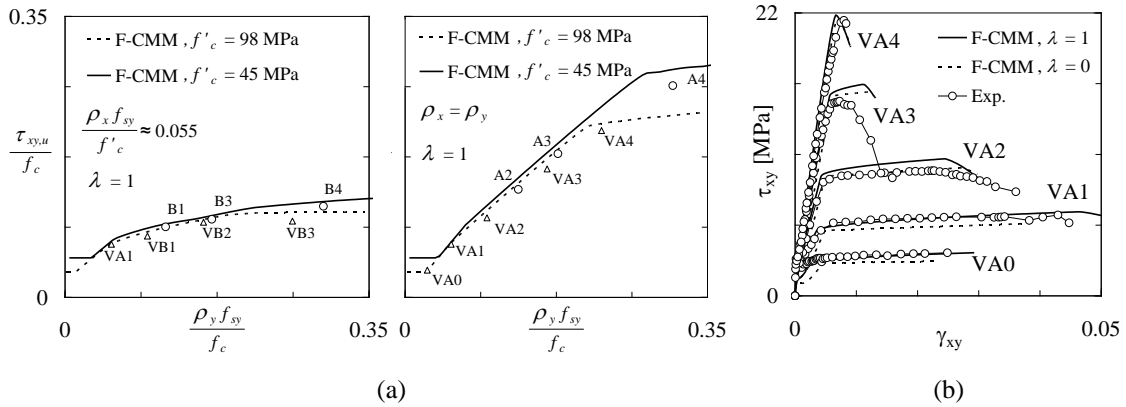 0.35
F-CMM , f'c = 98 MPa
F-CMM , f'c = 45 MPa
ρx fsy
f'c
≈ 0.055
λ = 1
τxy,u
fc
B4
B3
B1
VB3
VB2
VB1
VA1
0
0
ρy fsy
fc
0.35
F-CMM , f'c = 98 MPa
F-CMM , f'c = 45 MPa
A4
ρx = ρy
λ = 1
A3
VA4
A2
VA3
VA2
VA1
VA0
0
ρy fsy
fc
0.35
(a)
22
VA4
F-CMM , λ = 1
F-CMM , λ = 0
Exp.
VA3
τxy [MPa]
VA2
VA1
VA0
0
0
γxy
0.05
(b)